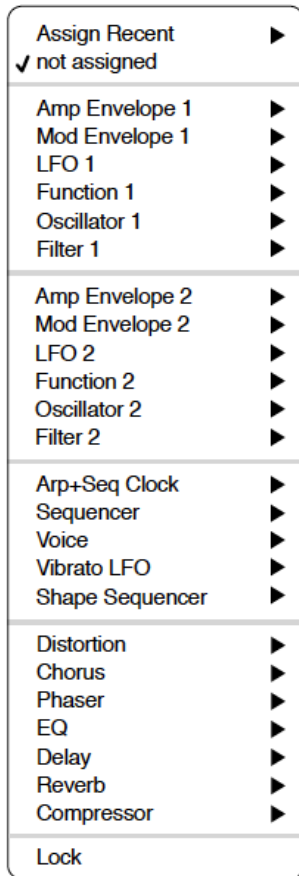 Assign Recent
✓ not assigned
Amp Envelope 1
Mod Envelope 1
LFO 1
Function 1
Oscillator 1
Filter 1
Amp Envelope 2
Mod Envelope 2
LFO 2
Function 2
Oscillator 2
Filter 2
Arp+Seq Clock
Sequencer
Voice
Vibrato LFO
Shape Sequencer
Distortion
Chorus
Phaser
EQ
Delay
Reverb
Compressor
Lock